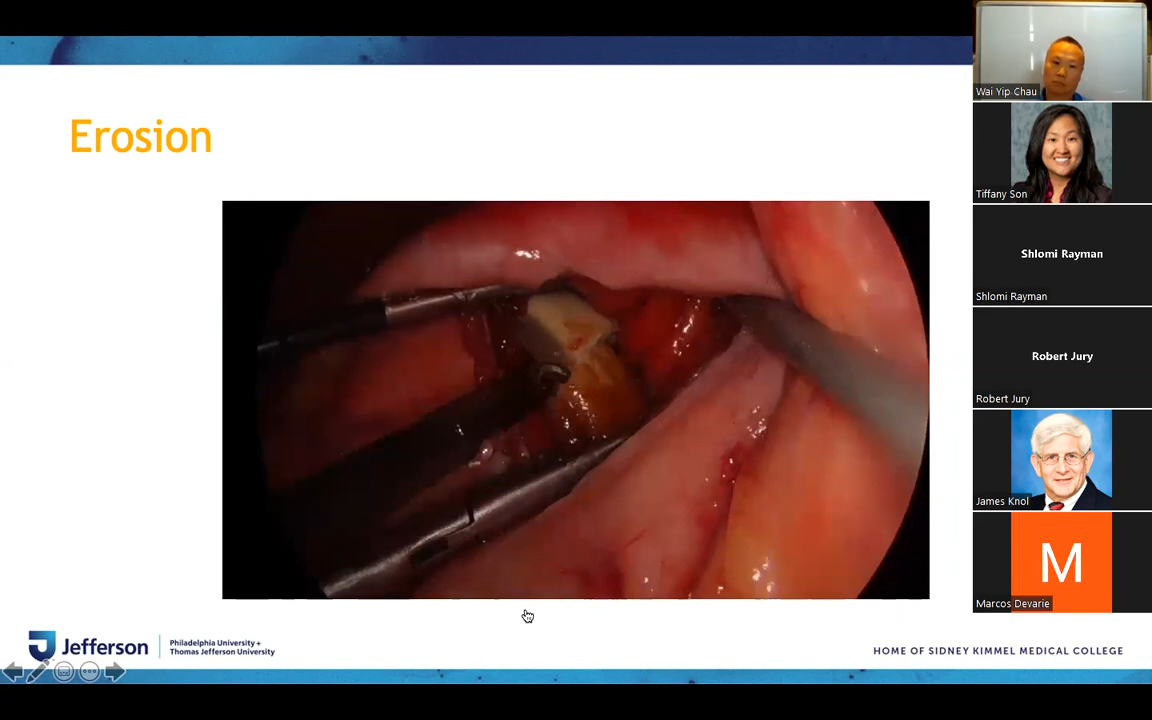 Erosion
Jefferson
Philadelphia University +
Thomas Jefferson University
HOME OF SIDNEY KIMMEL MEDICAL COLLEGE
Wai Yip Chau
Tiffany Son
Shlomi Rayman
Shlomi Rayman
Robert Jury
Robert Jury
James Knol
M
Marcos Devarie